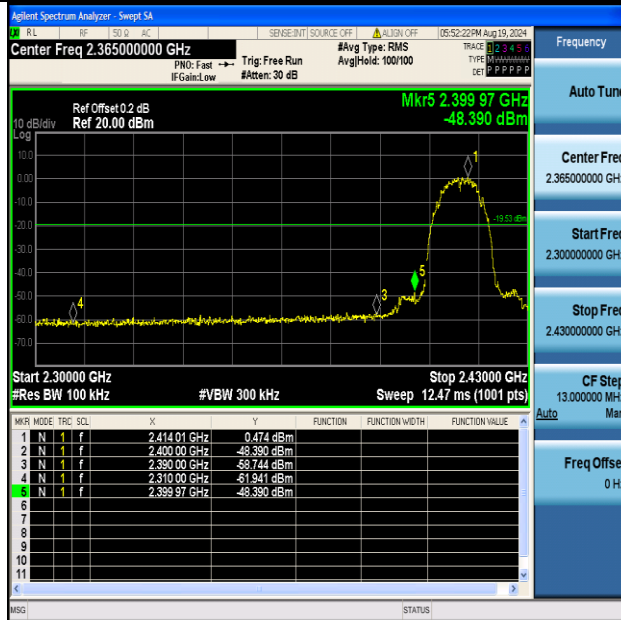 Agilent Spectrum Analyzer - Swept SA
RL RF 50 Ω AC SENSE:INT SOURCE OFF ALIGN OFF 05:52:22PM Aug 19, 2024
Center Freq 2.365000000 GHz
#Avg Type: RMS
TRACE 1 2 3 4 5 6
PNO: Fast Trig: Free Run Avg|Hold: 100/100 TYPE
IFGain:Low #Atten: 30 dB DET P P P P P P
Ref Offset 0.2 dB
Mkr5 2.399 97 GHz
10 dB/div Ref 20.00 dBm -48.390 dBm
Log
10.0
0.00
-10.0
-20.0
-30.0
-40.0
-50.0
-60.0
-70.0
1
-19.53 dBm
5
3
4
Start 2.30000 GHz Stop 2.43000 GHz
#Res BW 100 kHz #VBW 300 kHz Sweep 12.47 ms (1001 pts)
MKR MODE TRC SCL X Y FUNCTION FUNCTION WIDTH FUNCTION VALUE
1 N 1 f 2.414 01 GHz 0.474 dBm
2 N 1 f 2.400 00 GHz -48.390 dBm
3 N 1 f 2.390 00 GHz -58.744 dBm
4 N 1 f 2.310 00 GHz -61.941 dBm
5 N 1 f 2.399 97 GHz -48.390 dBm
6
7
8
9
10
11
MSG STATUS
Frequency
Auto Tune
Center Freq
2.365000000 GHz
Start Freq
2.300000000 GHz
Stop Freq
2.430000000 GHz
CF Step
13.000000 MHz
Auto Man
Freq Offset
0 Hz